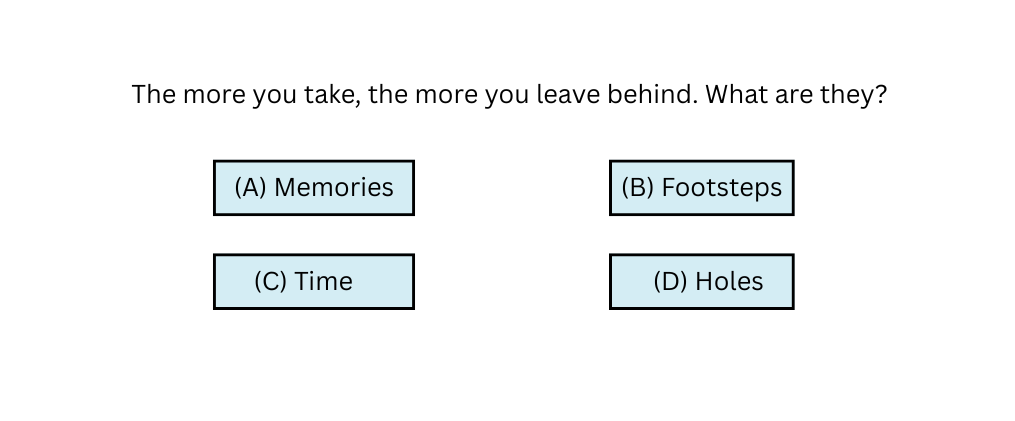 The more you take, the more you leave behind. What are they?
(A) Memories
(B) Footsteps
(C) Time
(D) Holes